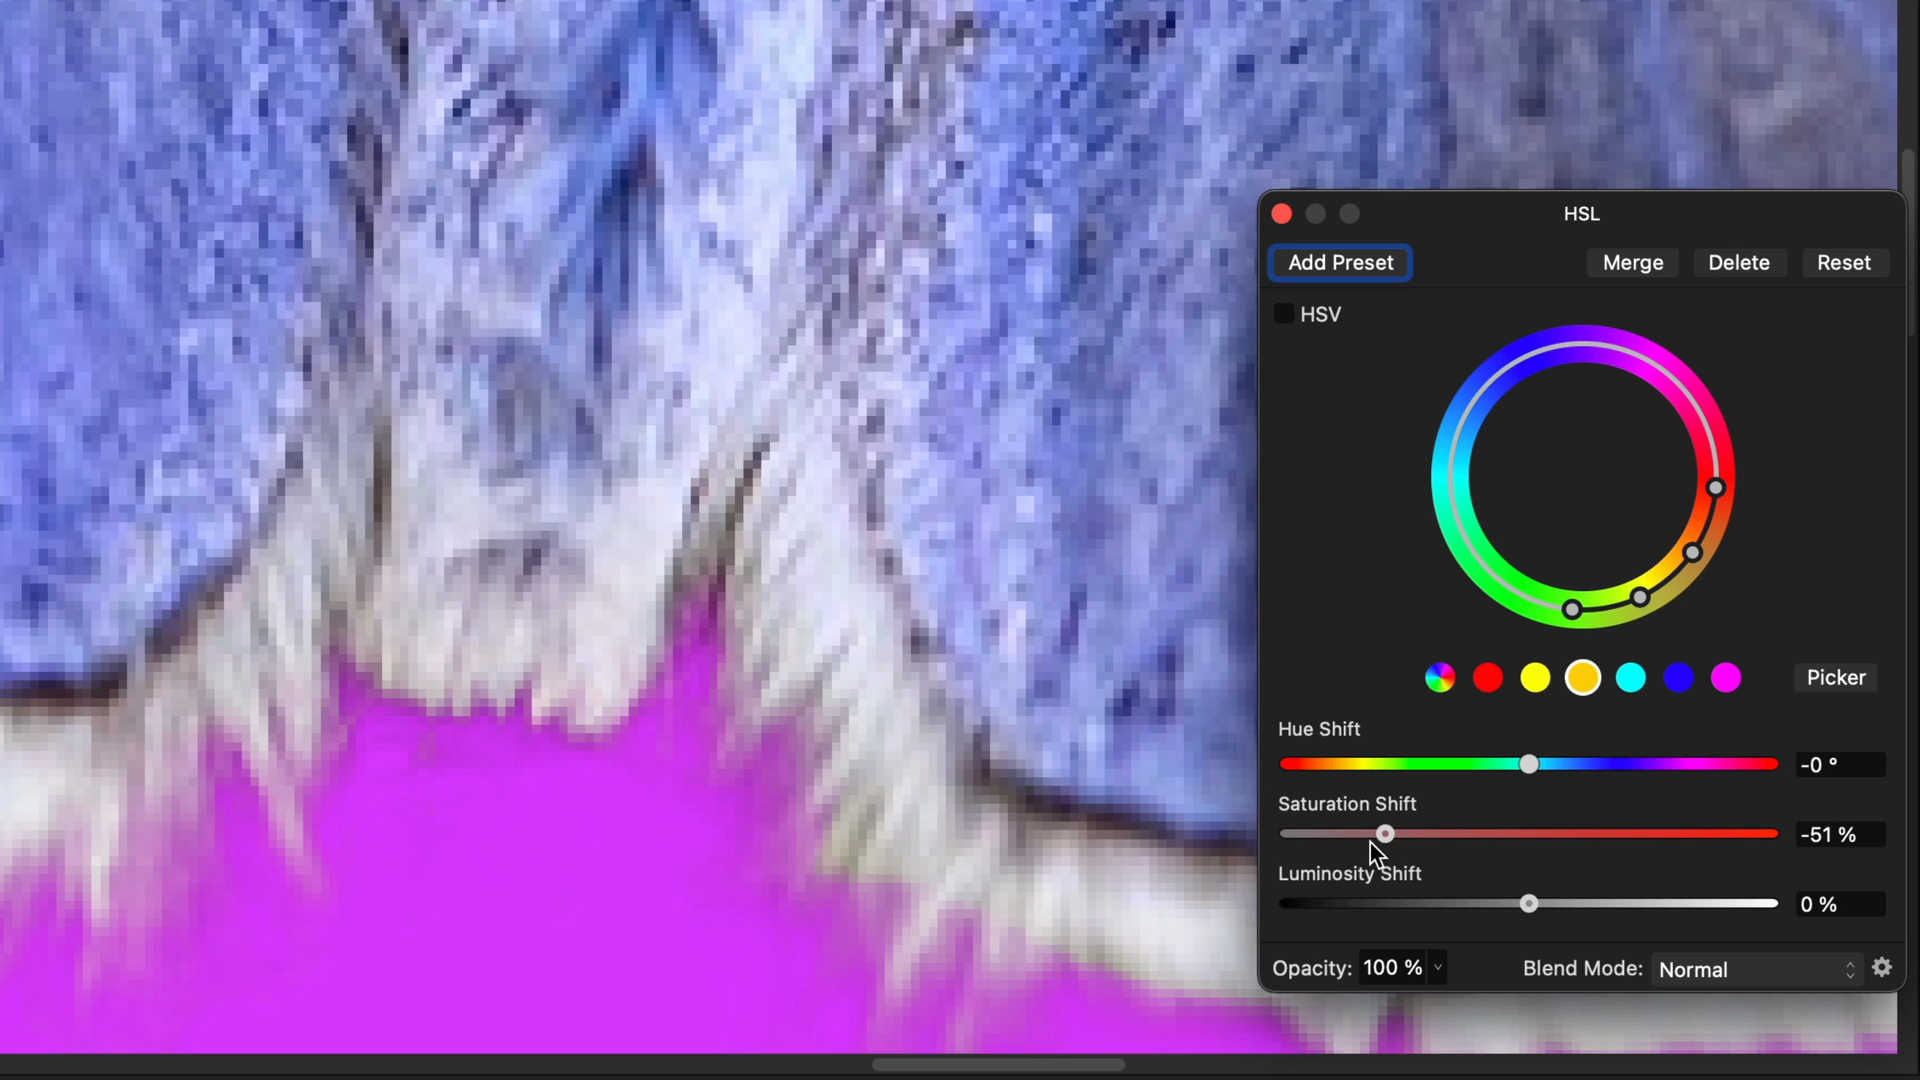 HSL
Add Preset
Merge
Delete
Reset
HSV
Picker
Hue Shift
-0 °
Saturation Shift
-51 %
Luminosity Shift
0 %
Opacity: 100 %
Blend Mode: Normal